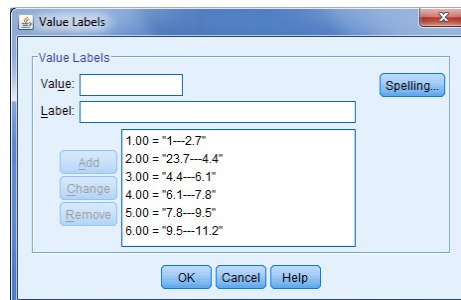 Value Labels
Value Labels
Value:
Spelling...
Label:
Add
Change
Remove
1.00 = "1---2.7"
2.00 = "23.7---4.4"
3.00 = "4.4---6.1"
4.00 = "6.1---7.8"
5.00 = "7.8---9.5"
6.00 = "9.5---11.2"
OK Cancel Help